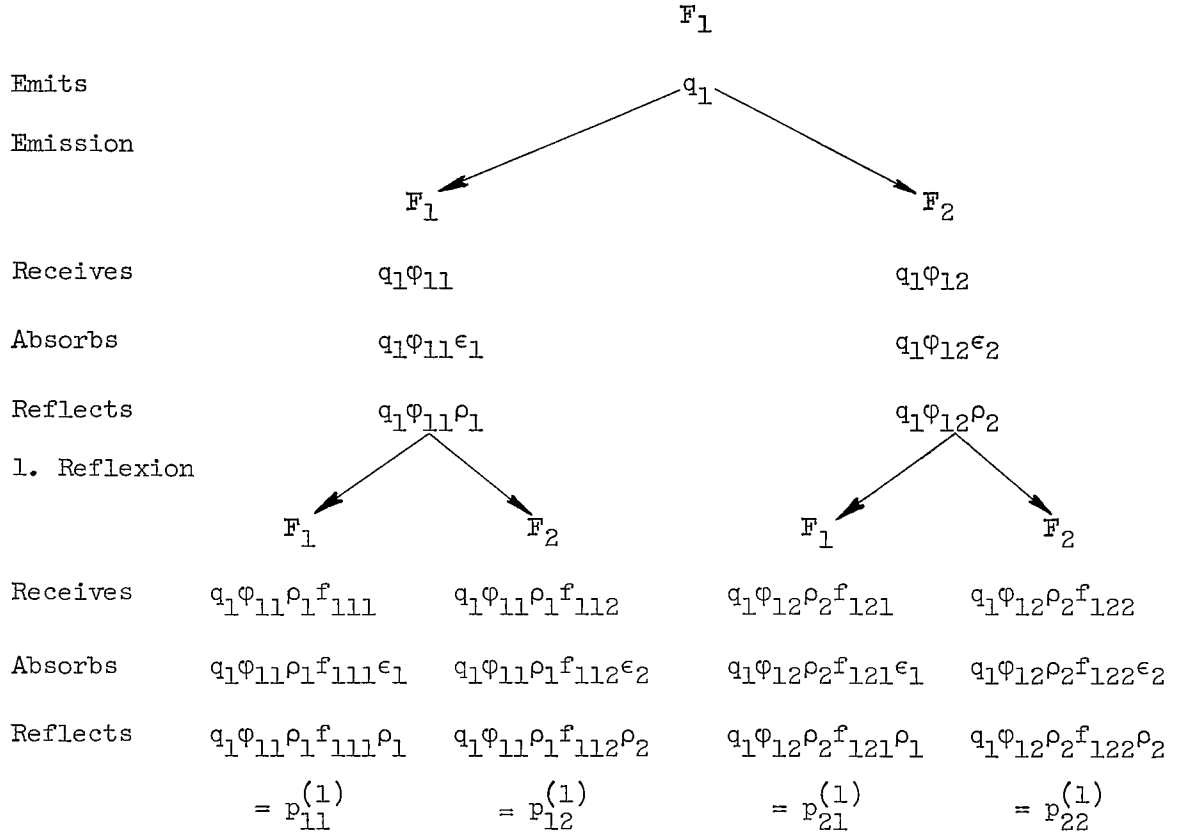 F₁
Emits q₁
Emission
F₁ F₂
Receives q₁φ₁₁ q₁φ₁₂
Absorbs q₁φ₁₁ϵ₁ q₁φ₁₂ϵ₂
Reflects q₁φ₁₁ρ₁ q₁φ₁₂ρ₂
1. Reflexion
F₁ F₂ F₁ F₂
Receives q₁φ₁₁ρ₁f₁₁₁ q₁φ₁₁ρ₁f₁₁₂ q₁φ₁₂ρ₂f₁₂₁ q₁φ₁₂ρ₂f₁₂₂
Absorbs q₁φ₁₁ρ₁f₁₁₁ϵ₁ q₁φ₁₁ρ₁f₁₁₂ϵ₂ q₁φ₁₂ρ₂f₁₂₁ϵ₁ q₁φ₁₂ρ₂f₁₂₂ϵ₂
Reflects q₁φ₁₁ρ₁f₁₁₁ρ₁ q₁φ₁₁ρ₁f₁₁₂ρ₂ q₁φ₁₂ρ₂f₁₂₁ρ₁ q₁φ₁₂ρ₂f₁₂₂ρ₂
= p₁₁⁽¹⁾ = p₁₂⁽¹⁾ = p₂₁⁽¹⁾ = p₂₂⁽¹⁾